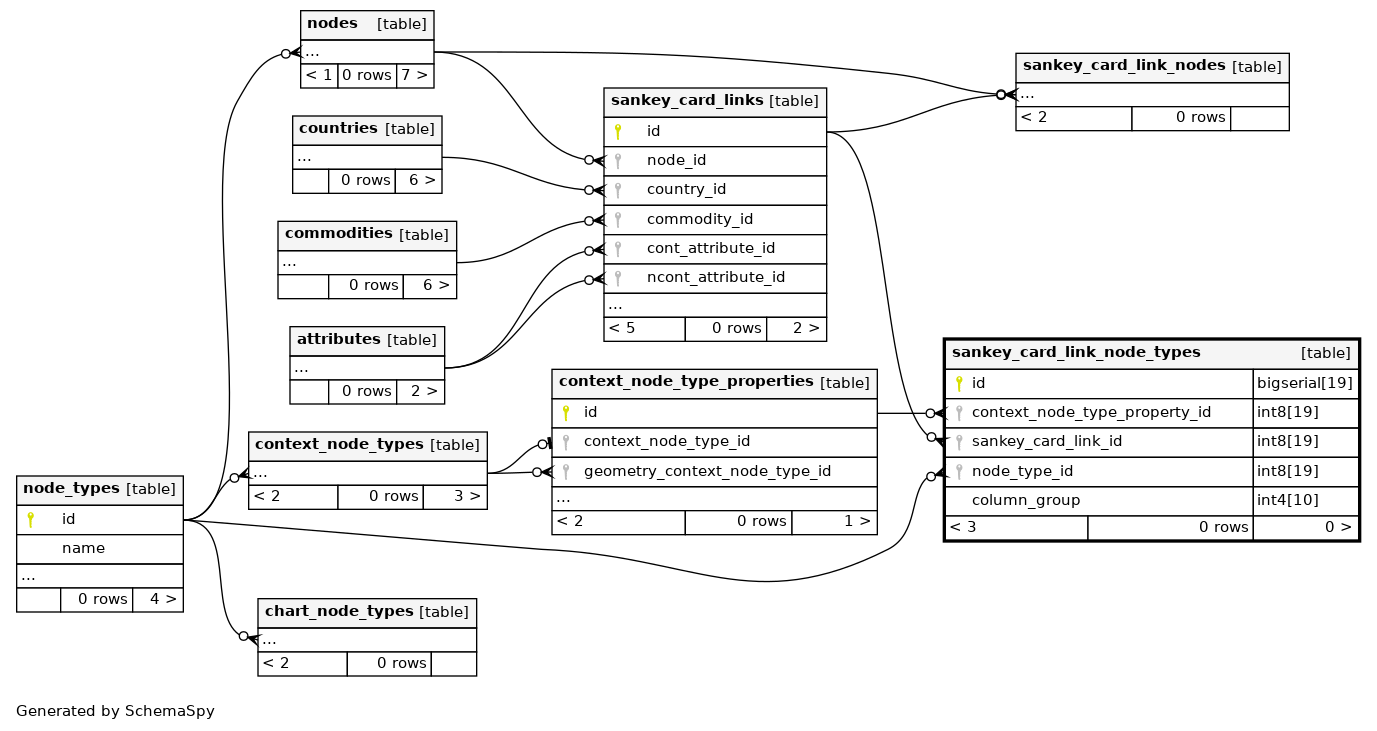 nodes [table]
...
< 1 0 rows 7 >
countries [table]
...
0 rows 6 >
commodities [table]
...
0 rows 6 >
attributes [table]
...
0 rows 2 >
context_node_types [table]
...
< 2 0 rows 3 >
node_types [table]
id
name
...
0 rows 4 >
chart_node_types [table]
...
< 2 0 rows
sankey_card_links [table]
id
node_id
country_id
commodity_id
cont_attribute_id
ncont_attribute_id
...
< 5 0 rows 2 >
context_node_type_properties [table]
id
context_node_type_id
geometry_context_node_type_id
...
< 2 0 rows 1 >
sankey_card_link_nodes [table]
...
< 2 0 rows
sankey_card_link_node_types [table]
id bigserial[19]
context_node_type_property_id int8[19]
sankey_card_link_id int8[19]
node_type_id int8[19]
column_group int4[10]
< 3 0 rows 0 >
Generated by SchemaSpy